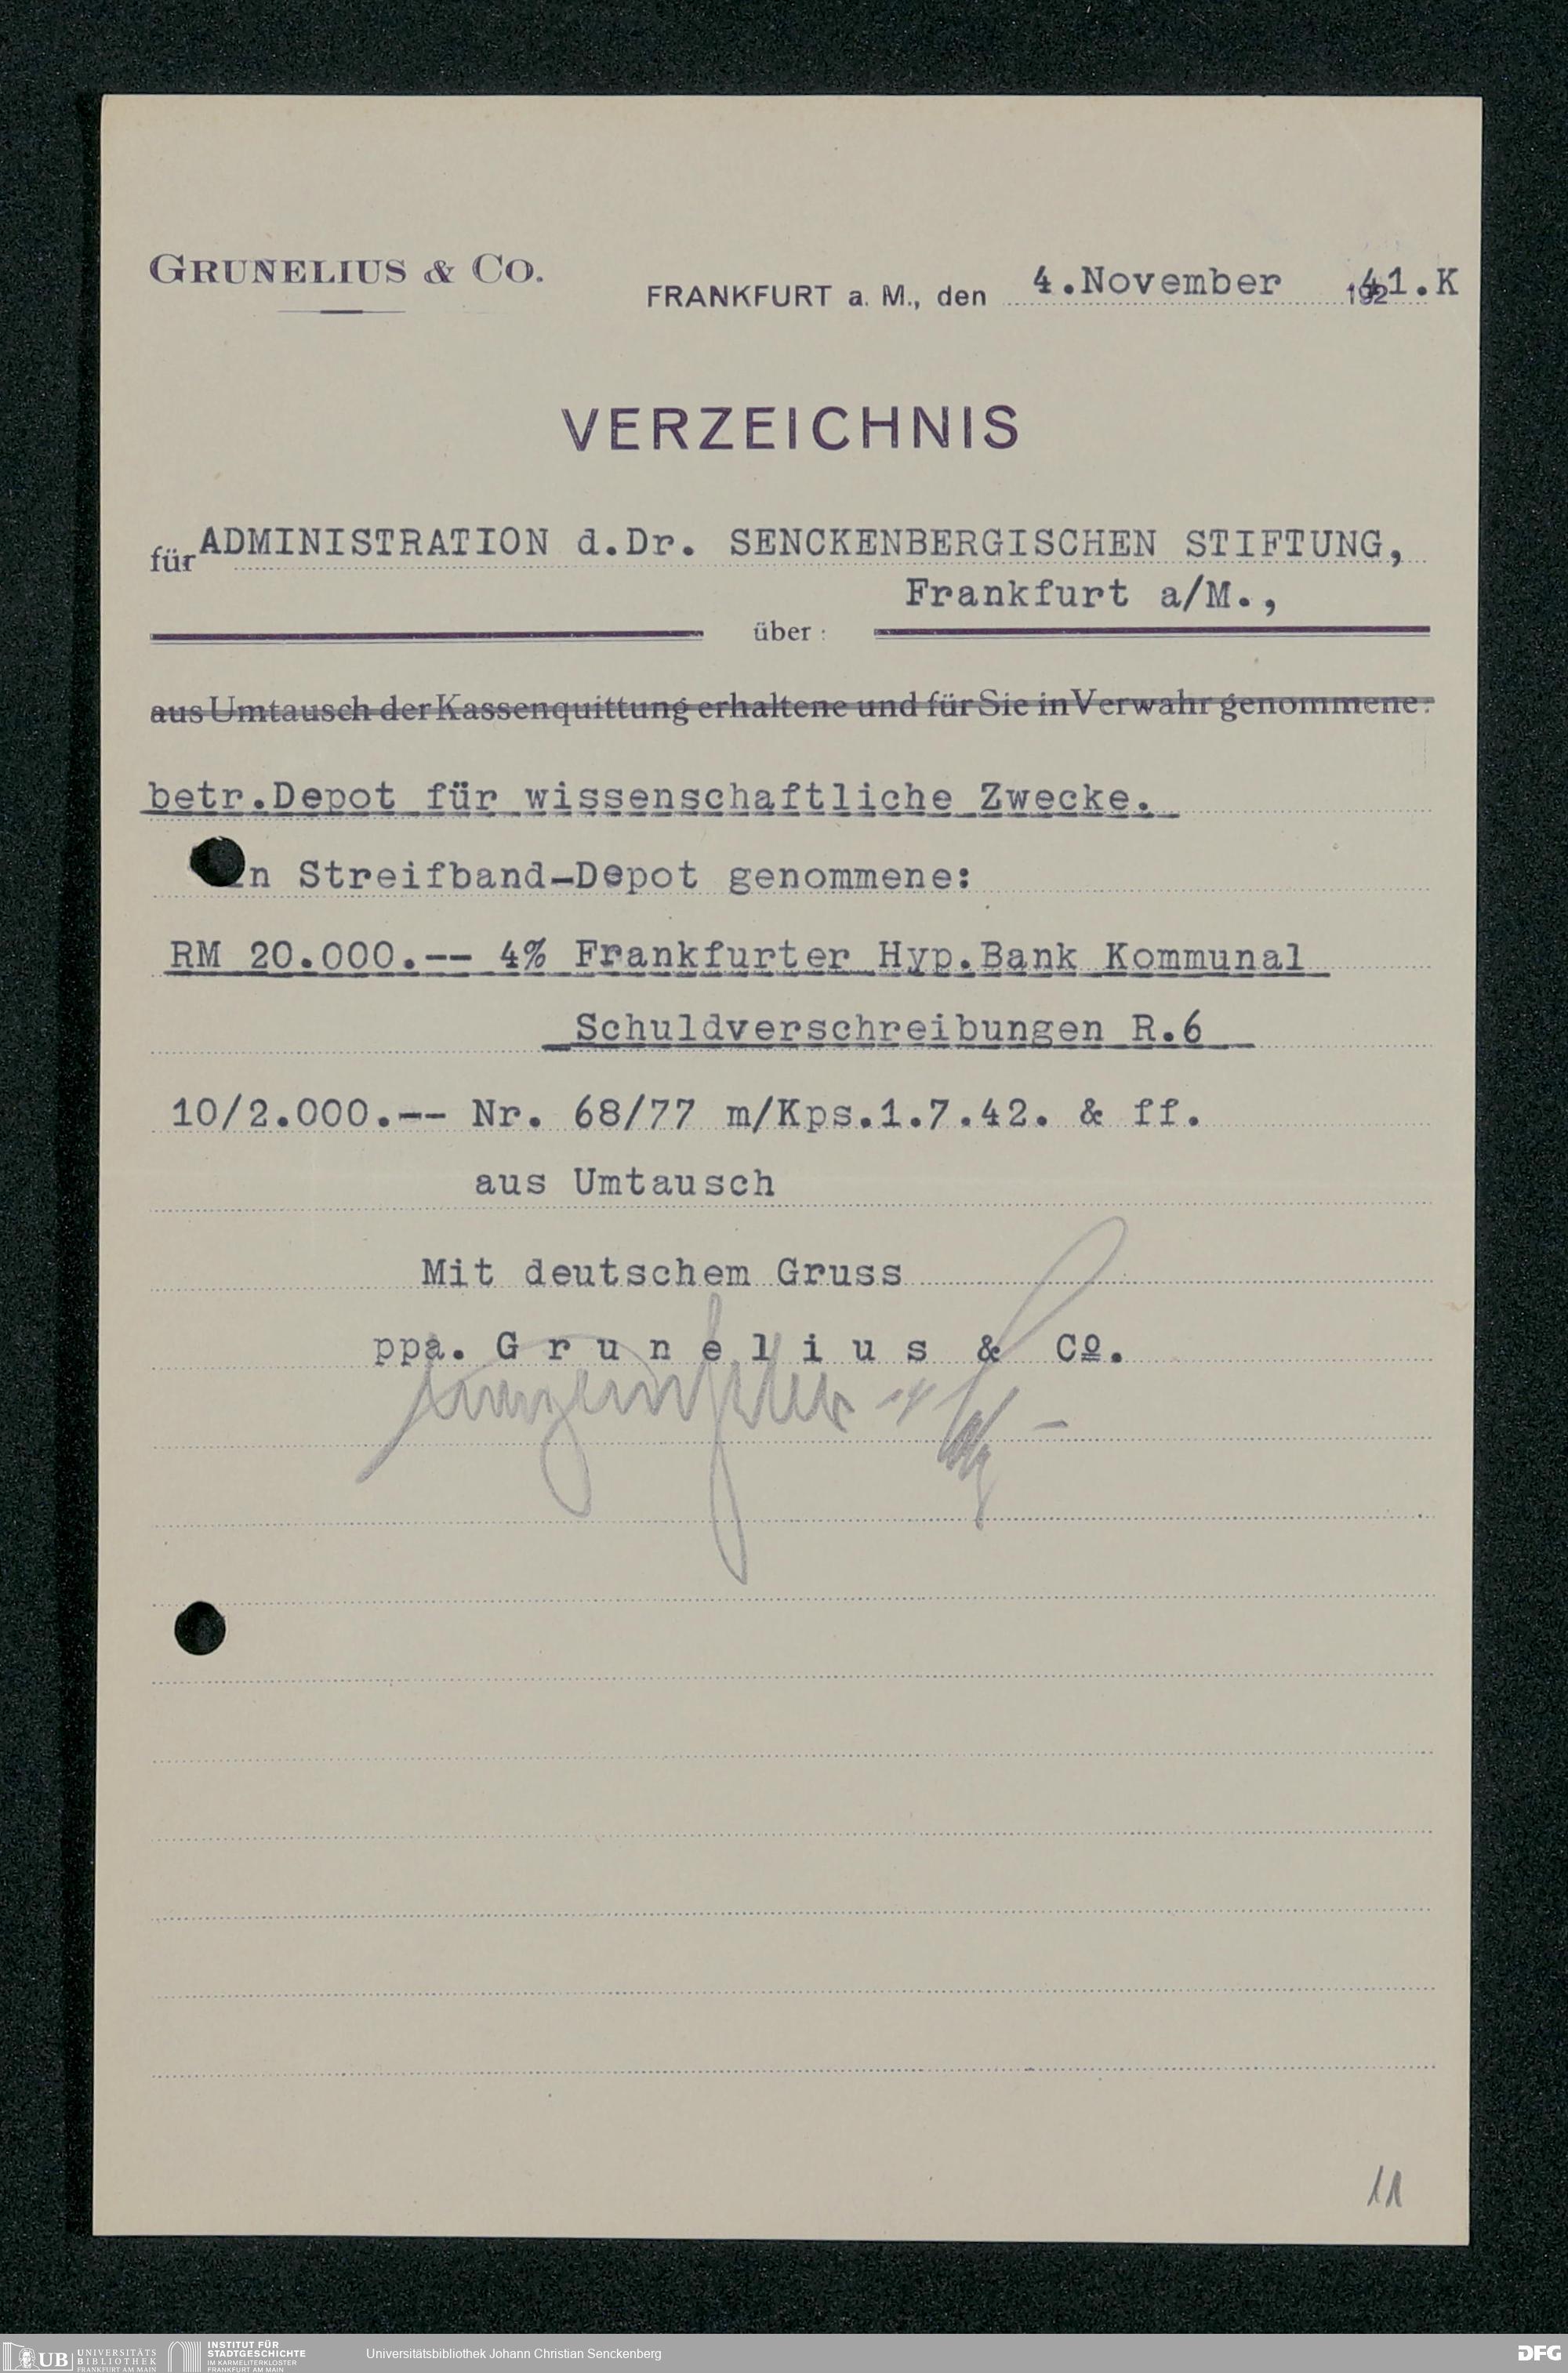 GRUNELIUS & CO.
FRANKFURT a. M., den 4.November 1941.K
VERZEICHNIS
für ADMINISTRATION d.Dr. SENCKENBERGISCHEN STIFTUNG,
Frankfurt a/M.,
über :
aus Umtausch der Kassenquittung erhaltene und für Sie in Verwahr genommene:
betr.Depot für wissenschaftliche Zwecke.
in Streifband-Depot genommene:
RM 20.000.-- 4% Frankfurter Hyp.Bank Kommunal
Schuldverschreibungen R.6
10/2.000.-- Nr. 68/77 m/Kps.1.7.42. & ff.
aus Umtausch
Mit deutschem Gruss
ppa. G r u n e l i u s & Cº.
11
UB UNIVERSITÄTS BIBLIOTHEK FRANKFURT AM MAIN
INSTITUT FÜR STADTGESCHICHTE IM KARMELITERKLOSTER FRANKFURT AM MAIN
Universitätsbibliothek Johann Christian Senckenberg
DFG